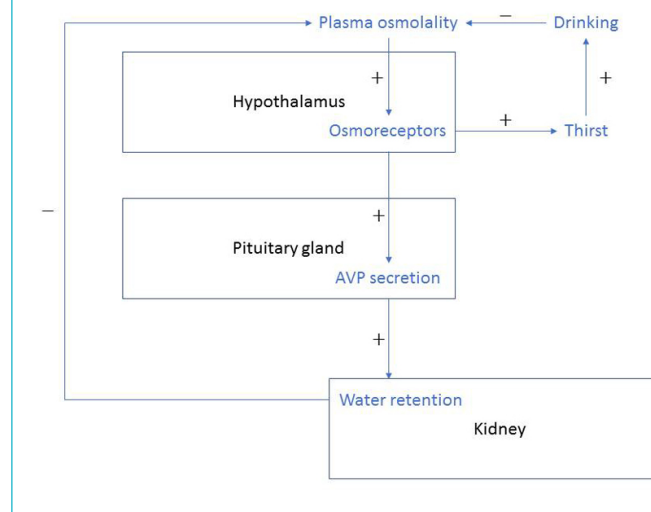 Plasma osmolality
−
Drinking
+
+
Hypothalamus
Osmoreceptors
+
Thirst
−
+
Pituitary gland
AVP secretion
+
Water retention
Kidney